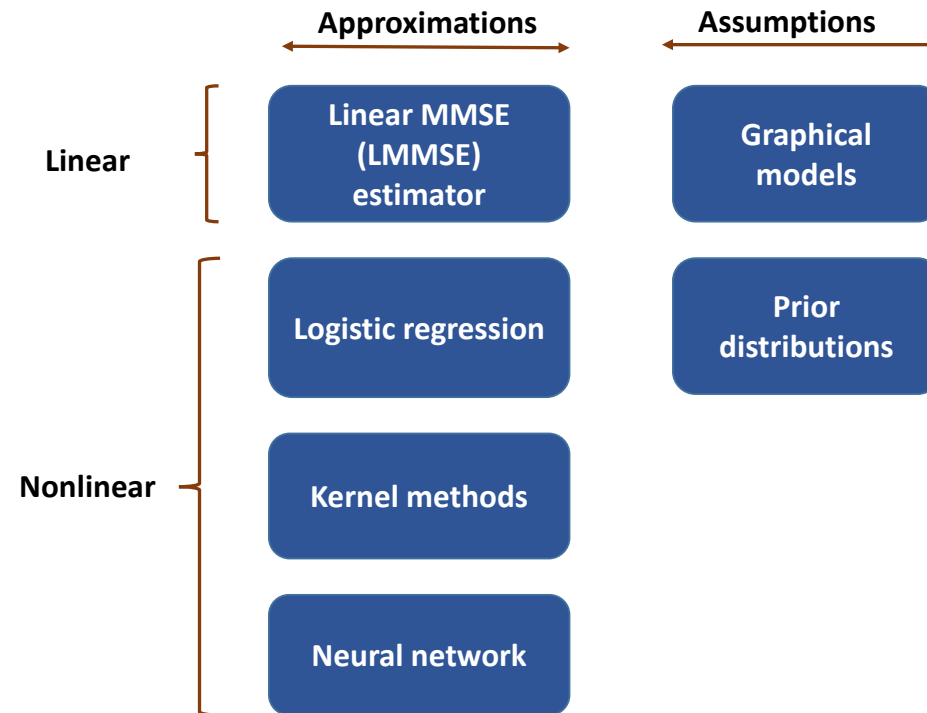 Approximations
Assumptions
Linear
Linear MMSE
(LMMSE)
estimator
Graphical
models
Nonlinear
Logistic regression
Prior
distributions
Kernel methods
Neural network